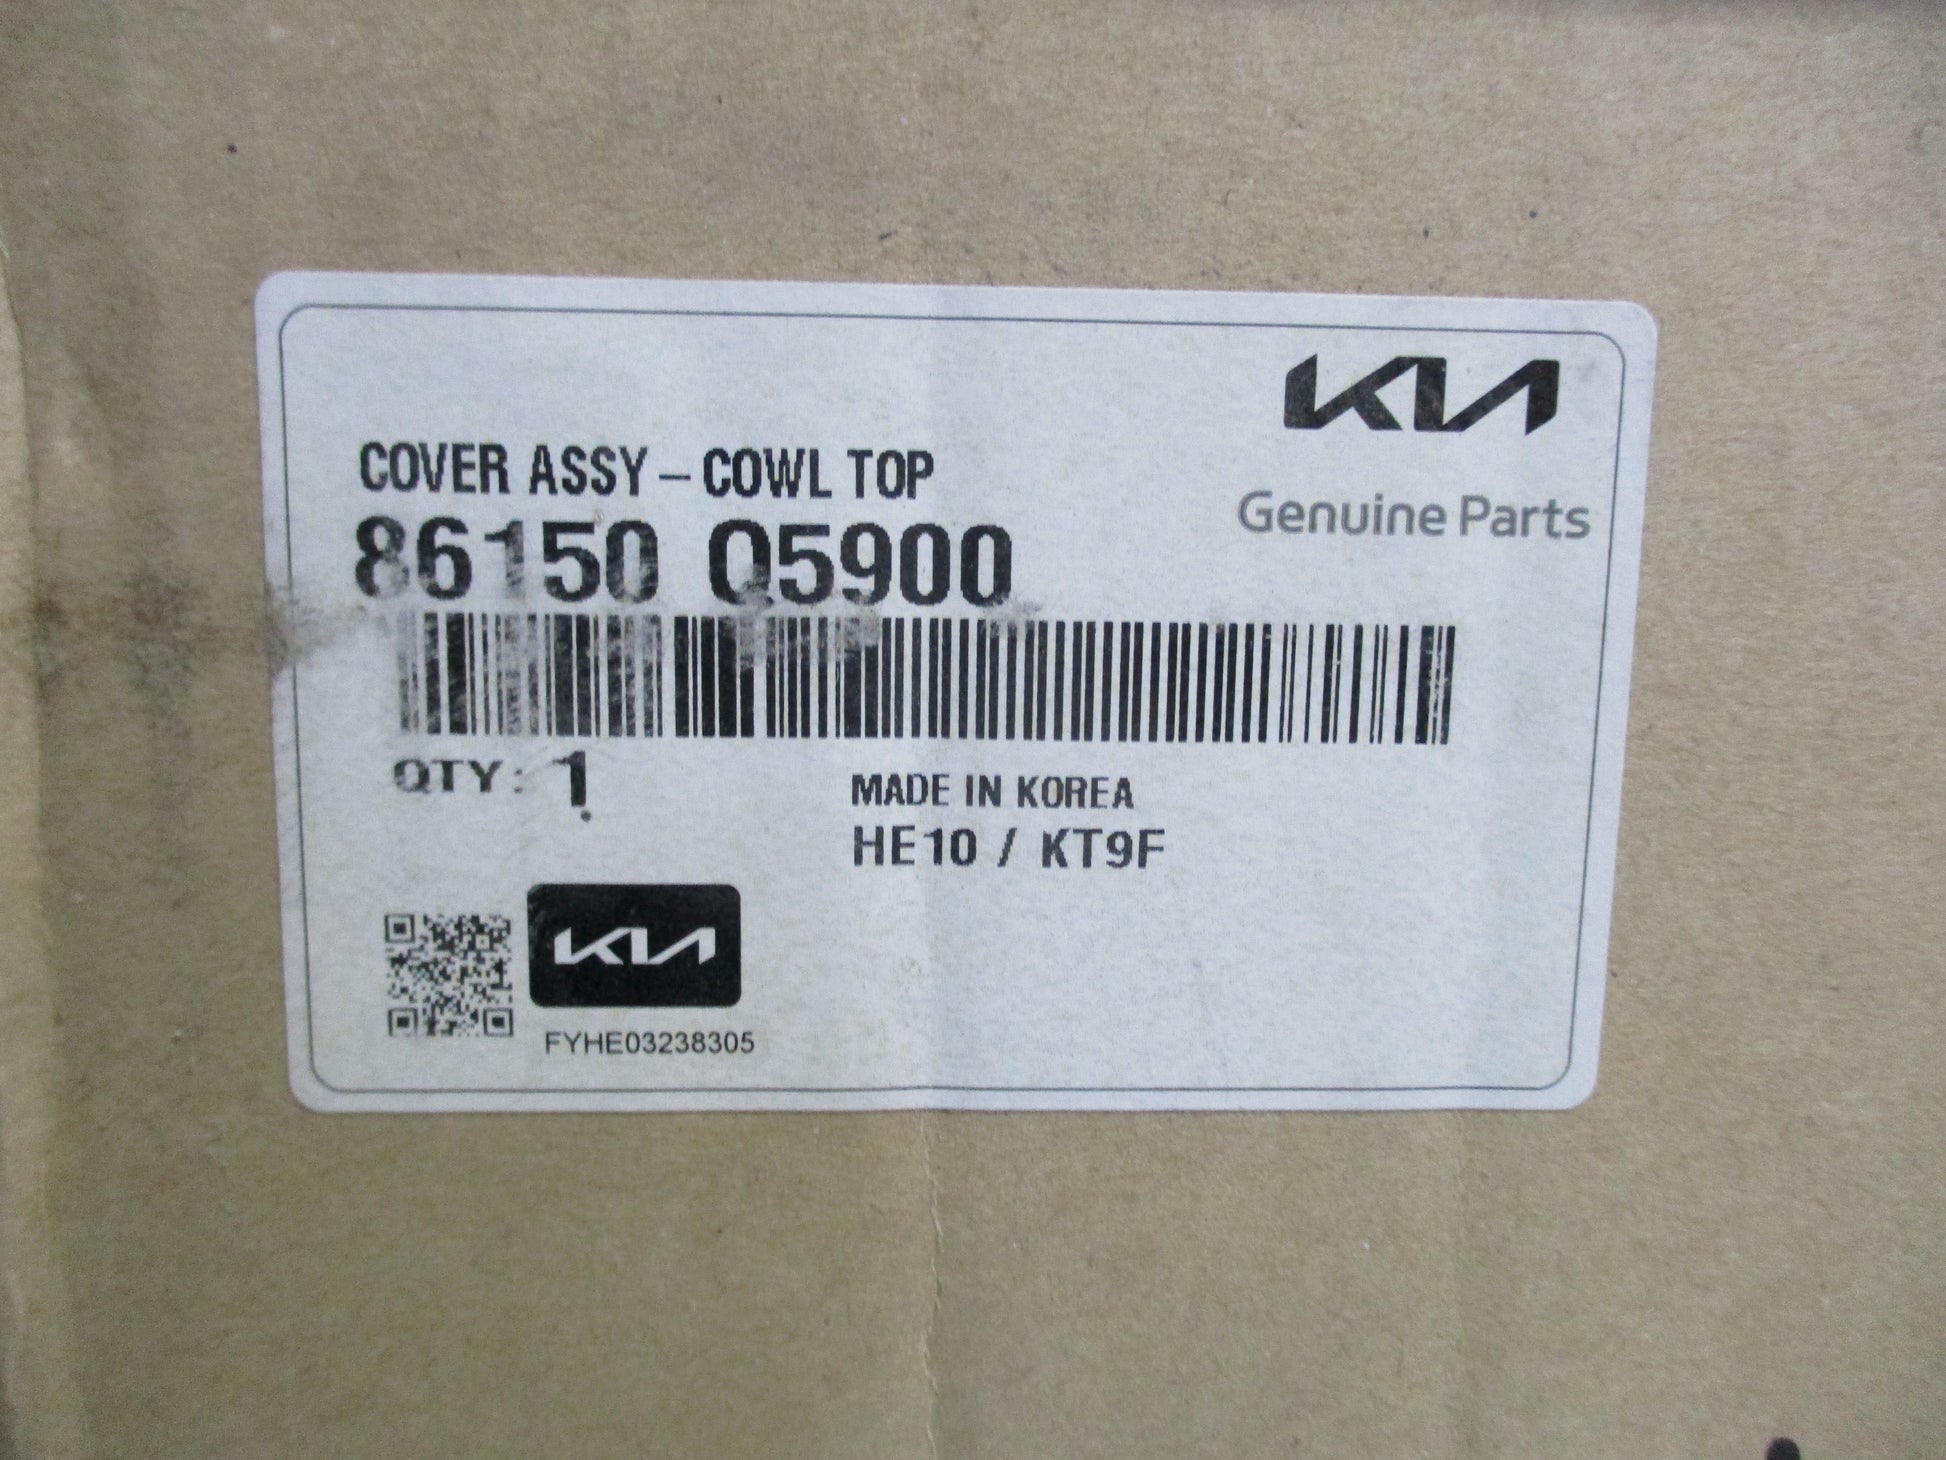 KIA
Genuine Parts
COVER ASSY – COWL TOP
86150 Q5900
QTY: 1
MADE IN KOREA
HE10 / KT9F
KIA
FYHE03238305